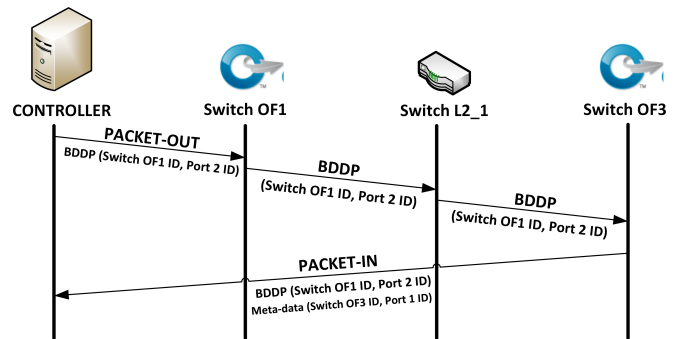 CONTROLLER
Switch OF1
Switch L2_1
Switch OF3
TM
TM
PACKET-OUT
BDDP (Switch OF1 ID, Port 2 ID)
BDDP
(Switch OF1 ID, Port 2 ID)
BDDP
(Switch OF1 ID, Port 2 ID)
PACKET-IN
BDDP (Switch OF1 ID, Port 2 ID)
Meta-data (Switch OF3 ID, Port 1 ID)